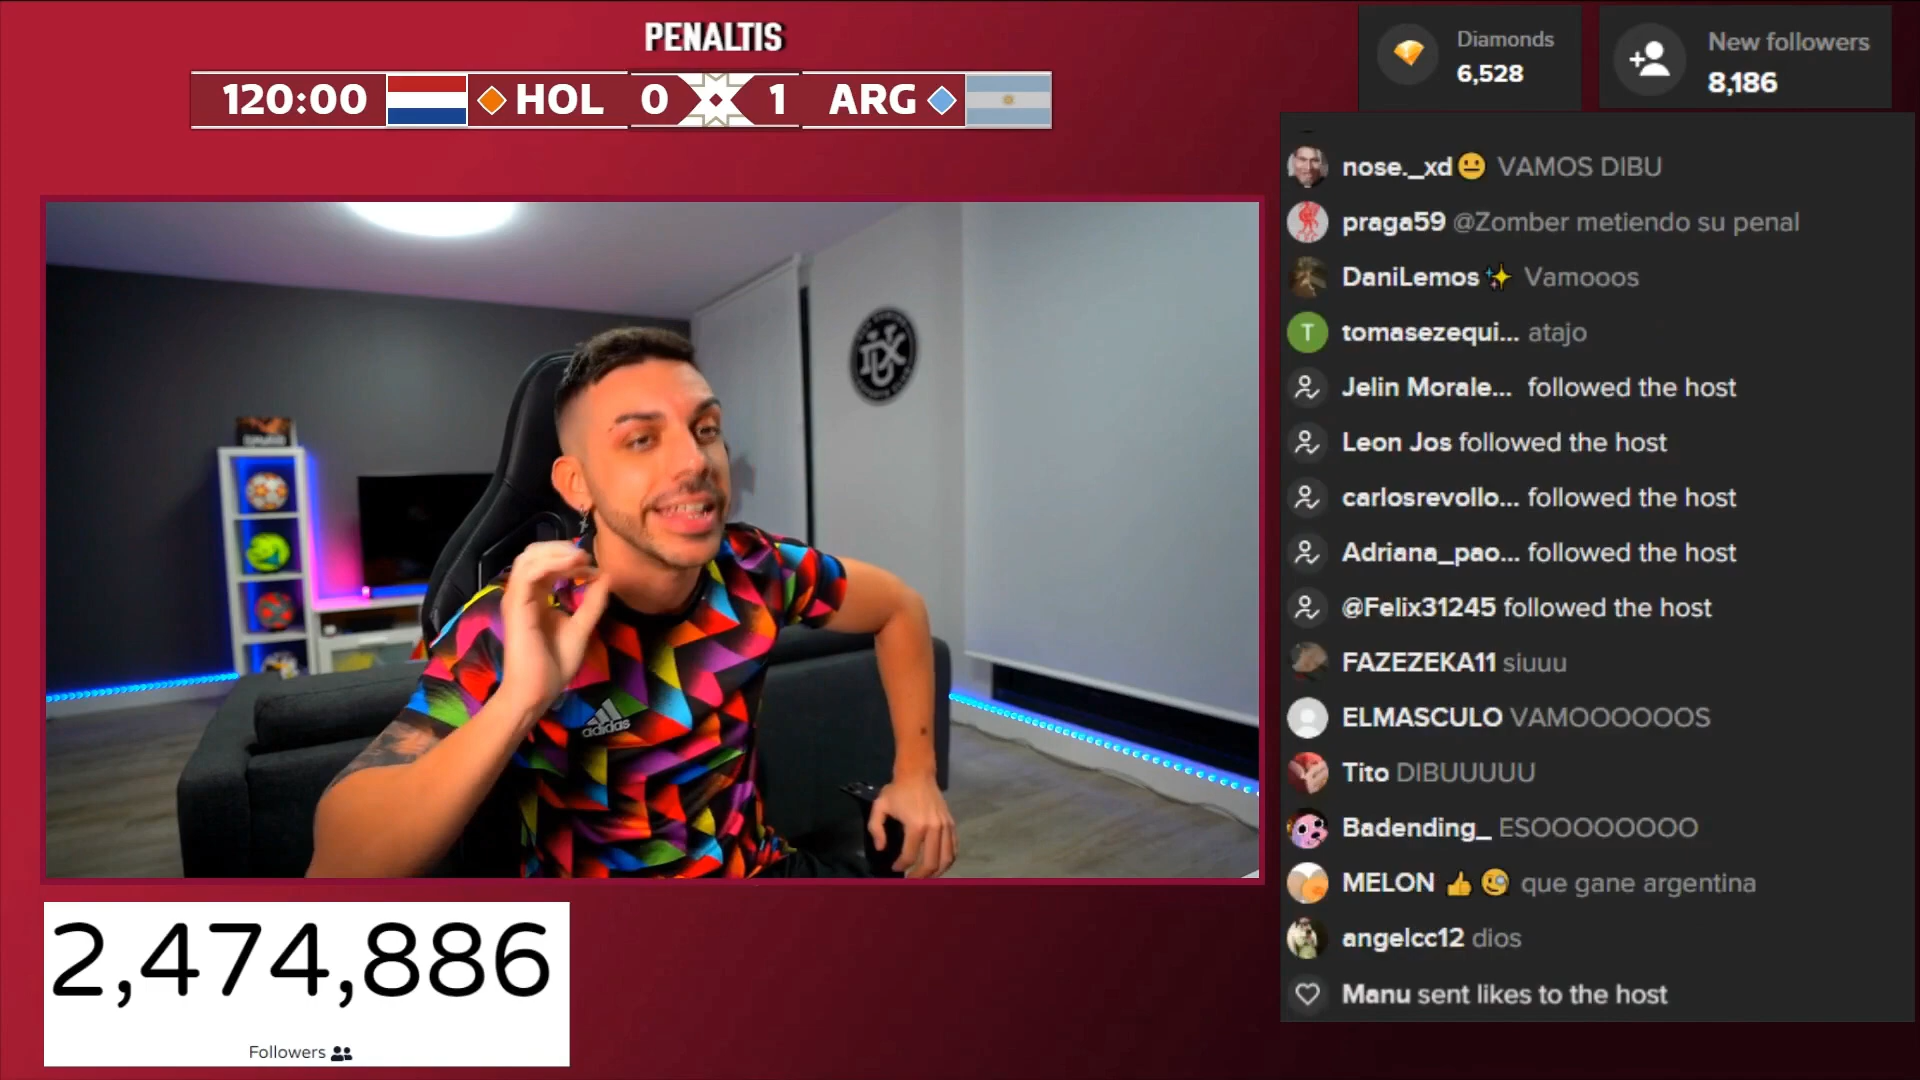 PENALTIS
120:00 HOL 0 1 ARG
Diamonds
6,528
New followers
8,186
nose._xd😐 VAMOS DIBU
praga59 @Zomber metiendo su penal
DaniLemos✨ Vamooos
T tomasezequi... atajo
Jelin Morale... followed the host
Leon Jos followed the host
carlosrevollo... followed the host
Adriana_pao... followed the host
@Felix31245 followed the host
FAZEZEKA11 siuuu
ELMASCULO VAMOOOOOOS
Tito DIBUUUUU
Badending_ ESOOOOOOOO
MELON 👍 🧐 que gane argentina
angelcc12 dios
Manu sent likes to the host
adidas
2,474,886
Followers